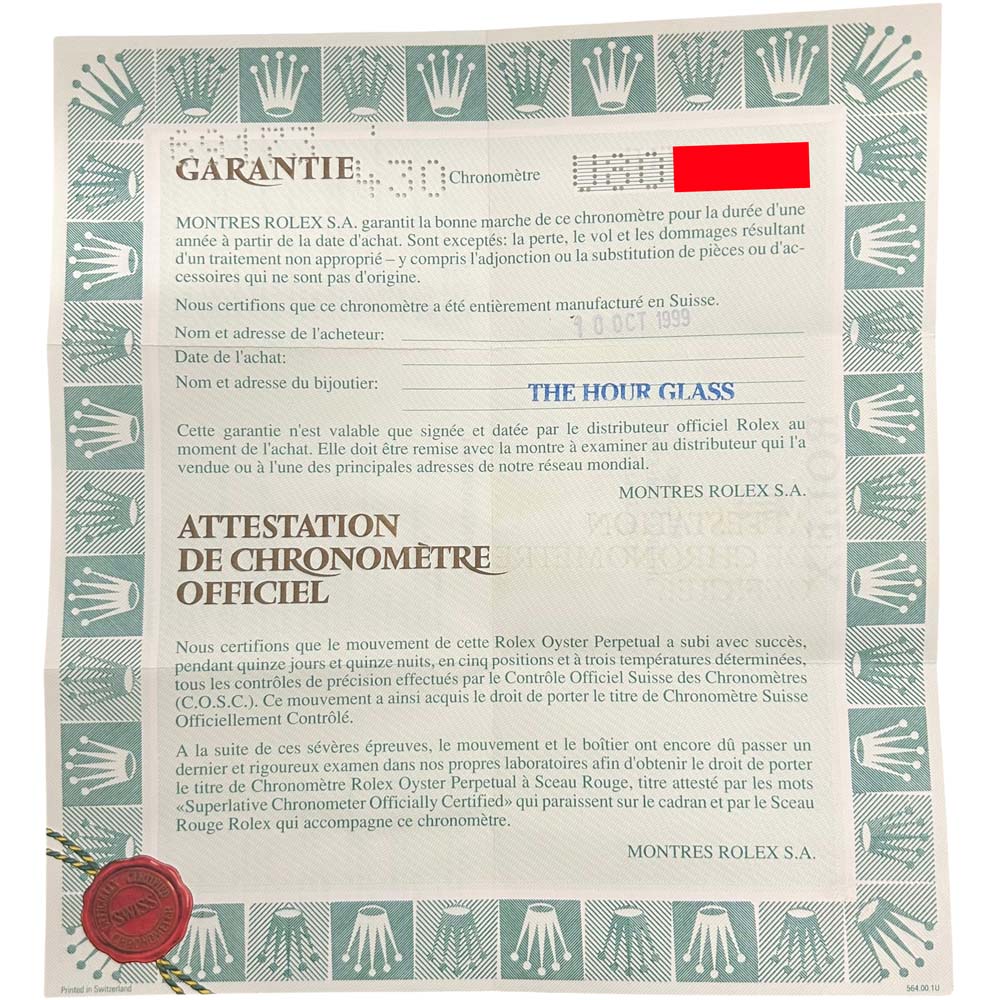 69173
GARANTIE 430 Chronomètre
MONTRES ROLEX S.A. garantit la bonne marche de ce chronomètre pour la durée d'une
année à partir de la date d'achat. Sont exceptés: la perte, le vol et les dommages résultant
d'un traitement non approprié – y compris l'adjonction ou la substitution de pièces ou d'ac-
cessoires qui ne sont pas d'origine.
Nous certifions que ce chronomètre a été entièrement manufacturé en Suisse.
10 OCT 1999
Nom et adresse de l'acheteur:
Date de l'achat:
Nom et adresse du bijoutier:
THE HOUR GLASS
Cette garantie n'est valable que signée et datée par le distributeur officiel Rolex au
moment de l'achat. Elle doit être remise avec la montre à examiner au distributeur qui l'a
vendue ou à l'une des principales adresses de notre réseau mondial.
MONTRES ROLEX S.A.
ATTESTATION
DE CHRONOMÈTRE
OFFICIEL
Nous certifions que le mouvement de cette Rolex Oyster Perpetual a subi avec succès,
pendant quinze jours et quinze nuits, en cinq positions et à trois températures déterminées,
tous les contrôles de précision effectués par le Contrôle Officiel Suisse des Chronomètres
(C.O.S.C.). Ce mouvement a ainsi acquis le droit de porter le titre de Chronomètre Suisse
Officiellement Contrôlé.
A la suite de ces sévères épreuves, le mouvement et le boîtier ont encore dû passer un
dernier et rigoureux examen dans nos propres laboratoires afin d'obtenir le droit de porter
le titre de Chronomètre Rolex Oyster Perpetual à Sceau Rouge, titre attesté par les mots
«Superlative Chronometer Officially Certified» qui paraissent sur le cadran et par le Sceau
Rouge Rolex qui accompagne ce chronomètre.
MONTRES ROLEX S.A.
OFFICIALLY CERTIFIED
SWISS
CHRONOMETER
Printed in Switzerland
564.00.1U